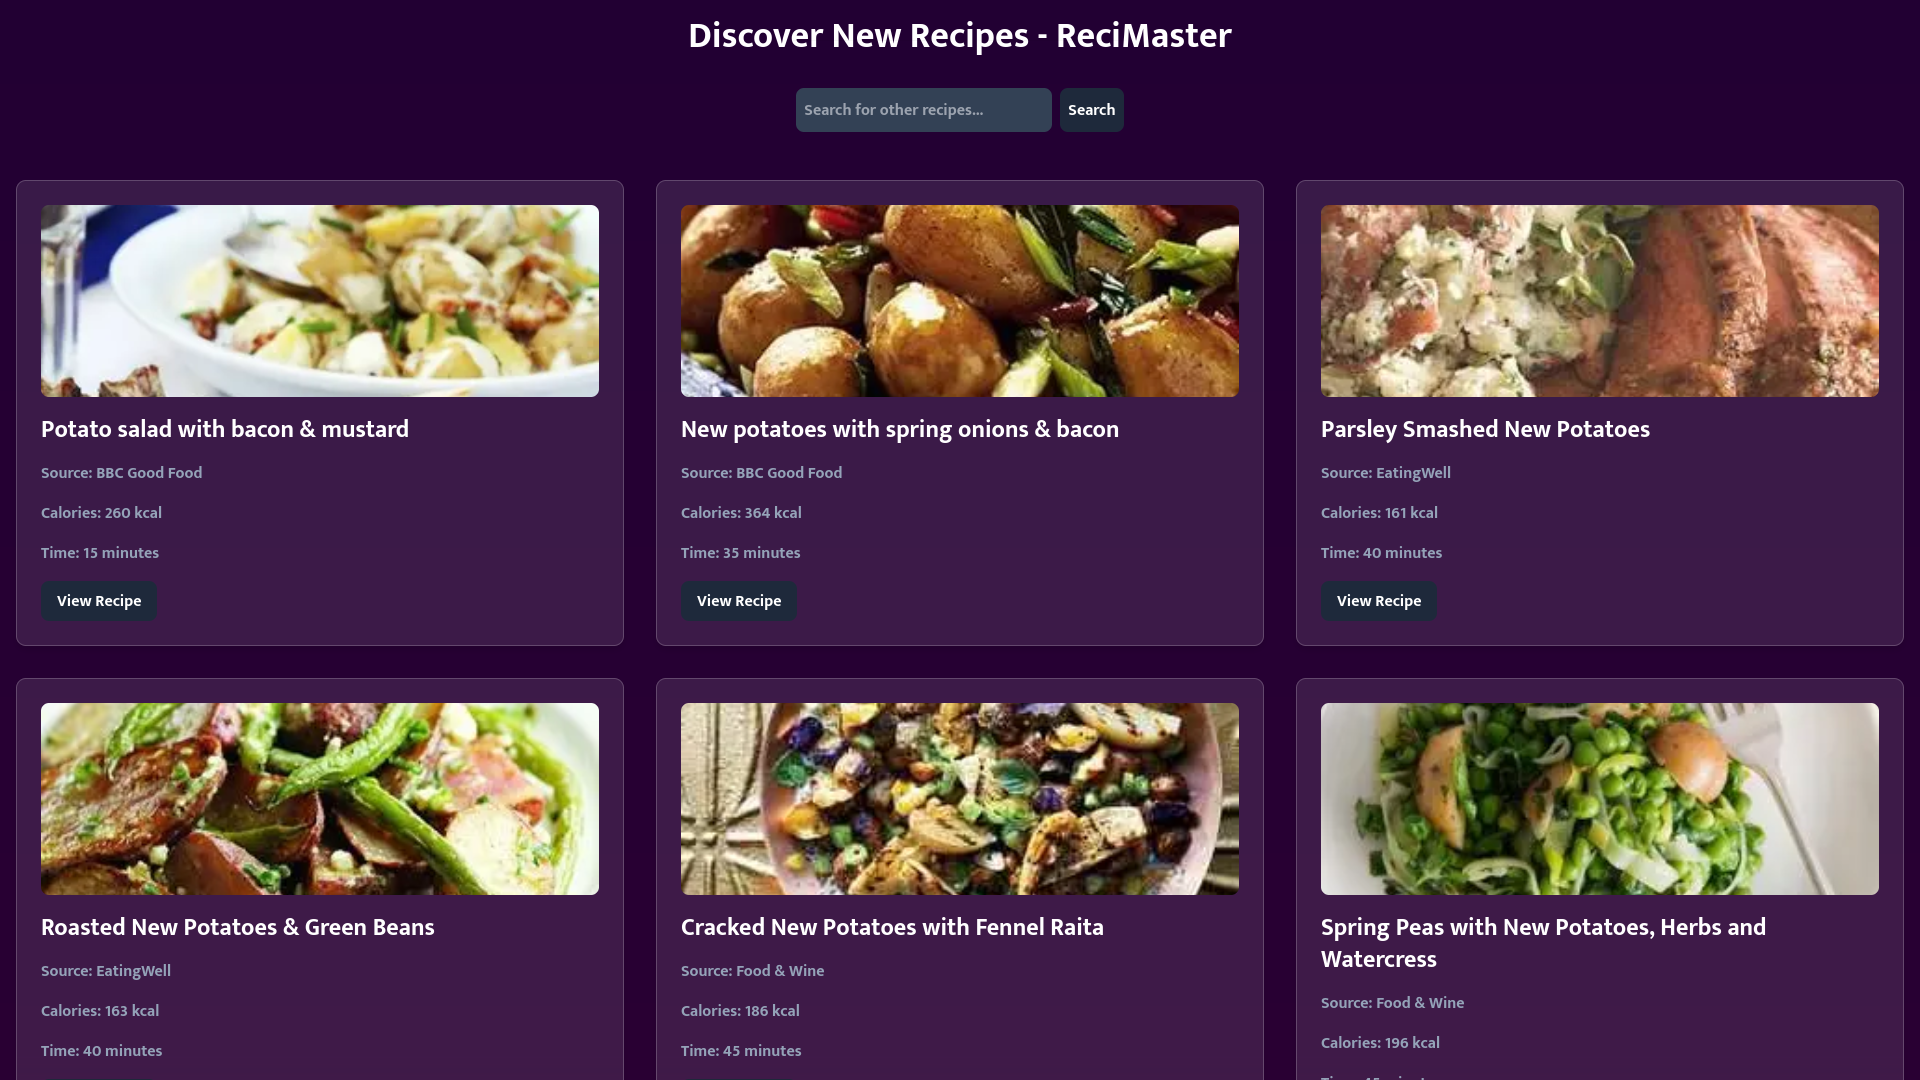 Discover New Recipes - ReciMaster
Search for other recipes...
Search
Potato salad with bacon & mustard
Source: BBC Good Food
Calories: 260 kcal
Time: 15 minutes
View Recipe
New potatoes with spring onions & bacon
Source: BBC Good Food
Calories: 364 kcal
Time: 35 minutes
View Recipe
Parsley Smashed New Potatoes
Source: EatingWell
Calories: 161 kcal
Time: 40 minutes
View Recipe
Roasted New Potatoes & Green Beans
Source: EatingWell
Calories: 163 kcal
Time: 40 minutes
Cracked New Potatoes with Fennel Raita
Source: Food & Wine
Calories: 186 kcal
Time: 45 minutes
Spring Peas with New Potatoes, Herbs and
Watercress
Source: Food & Wine
Calories: 196 kcal